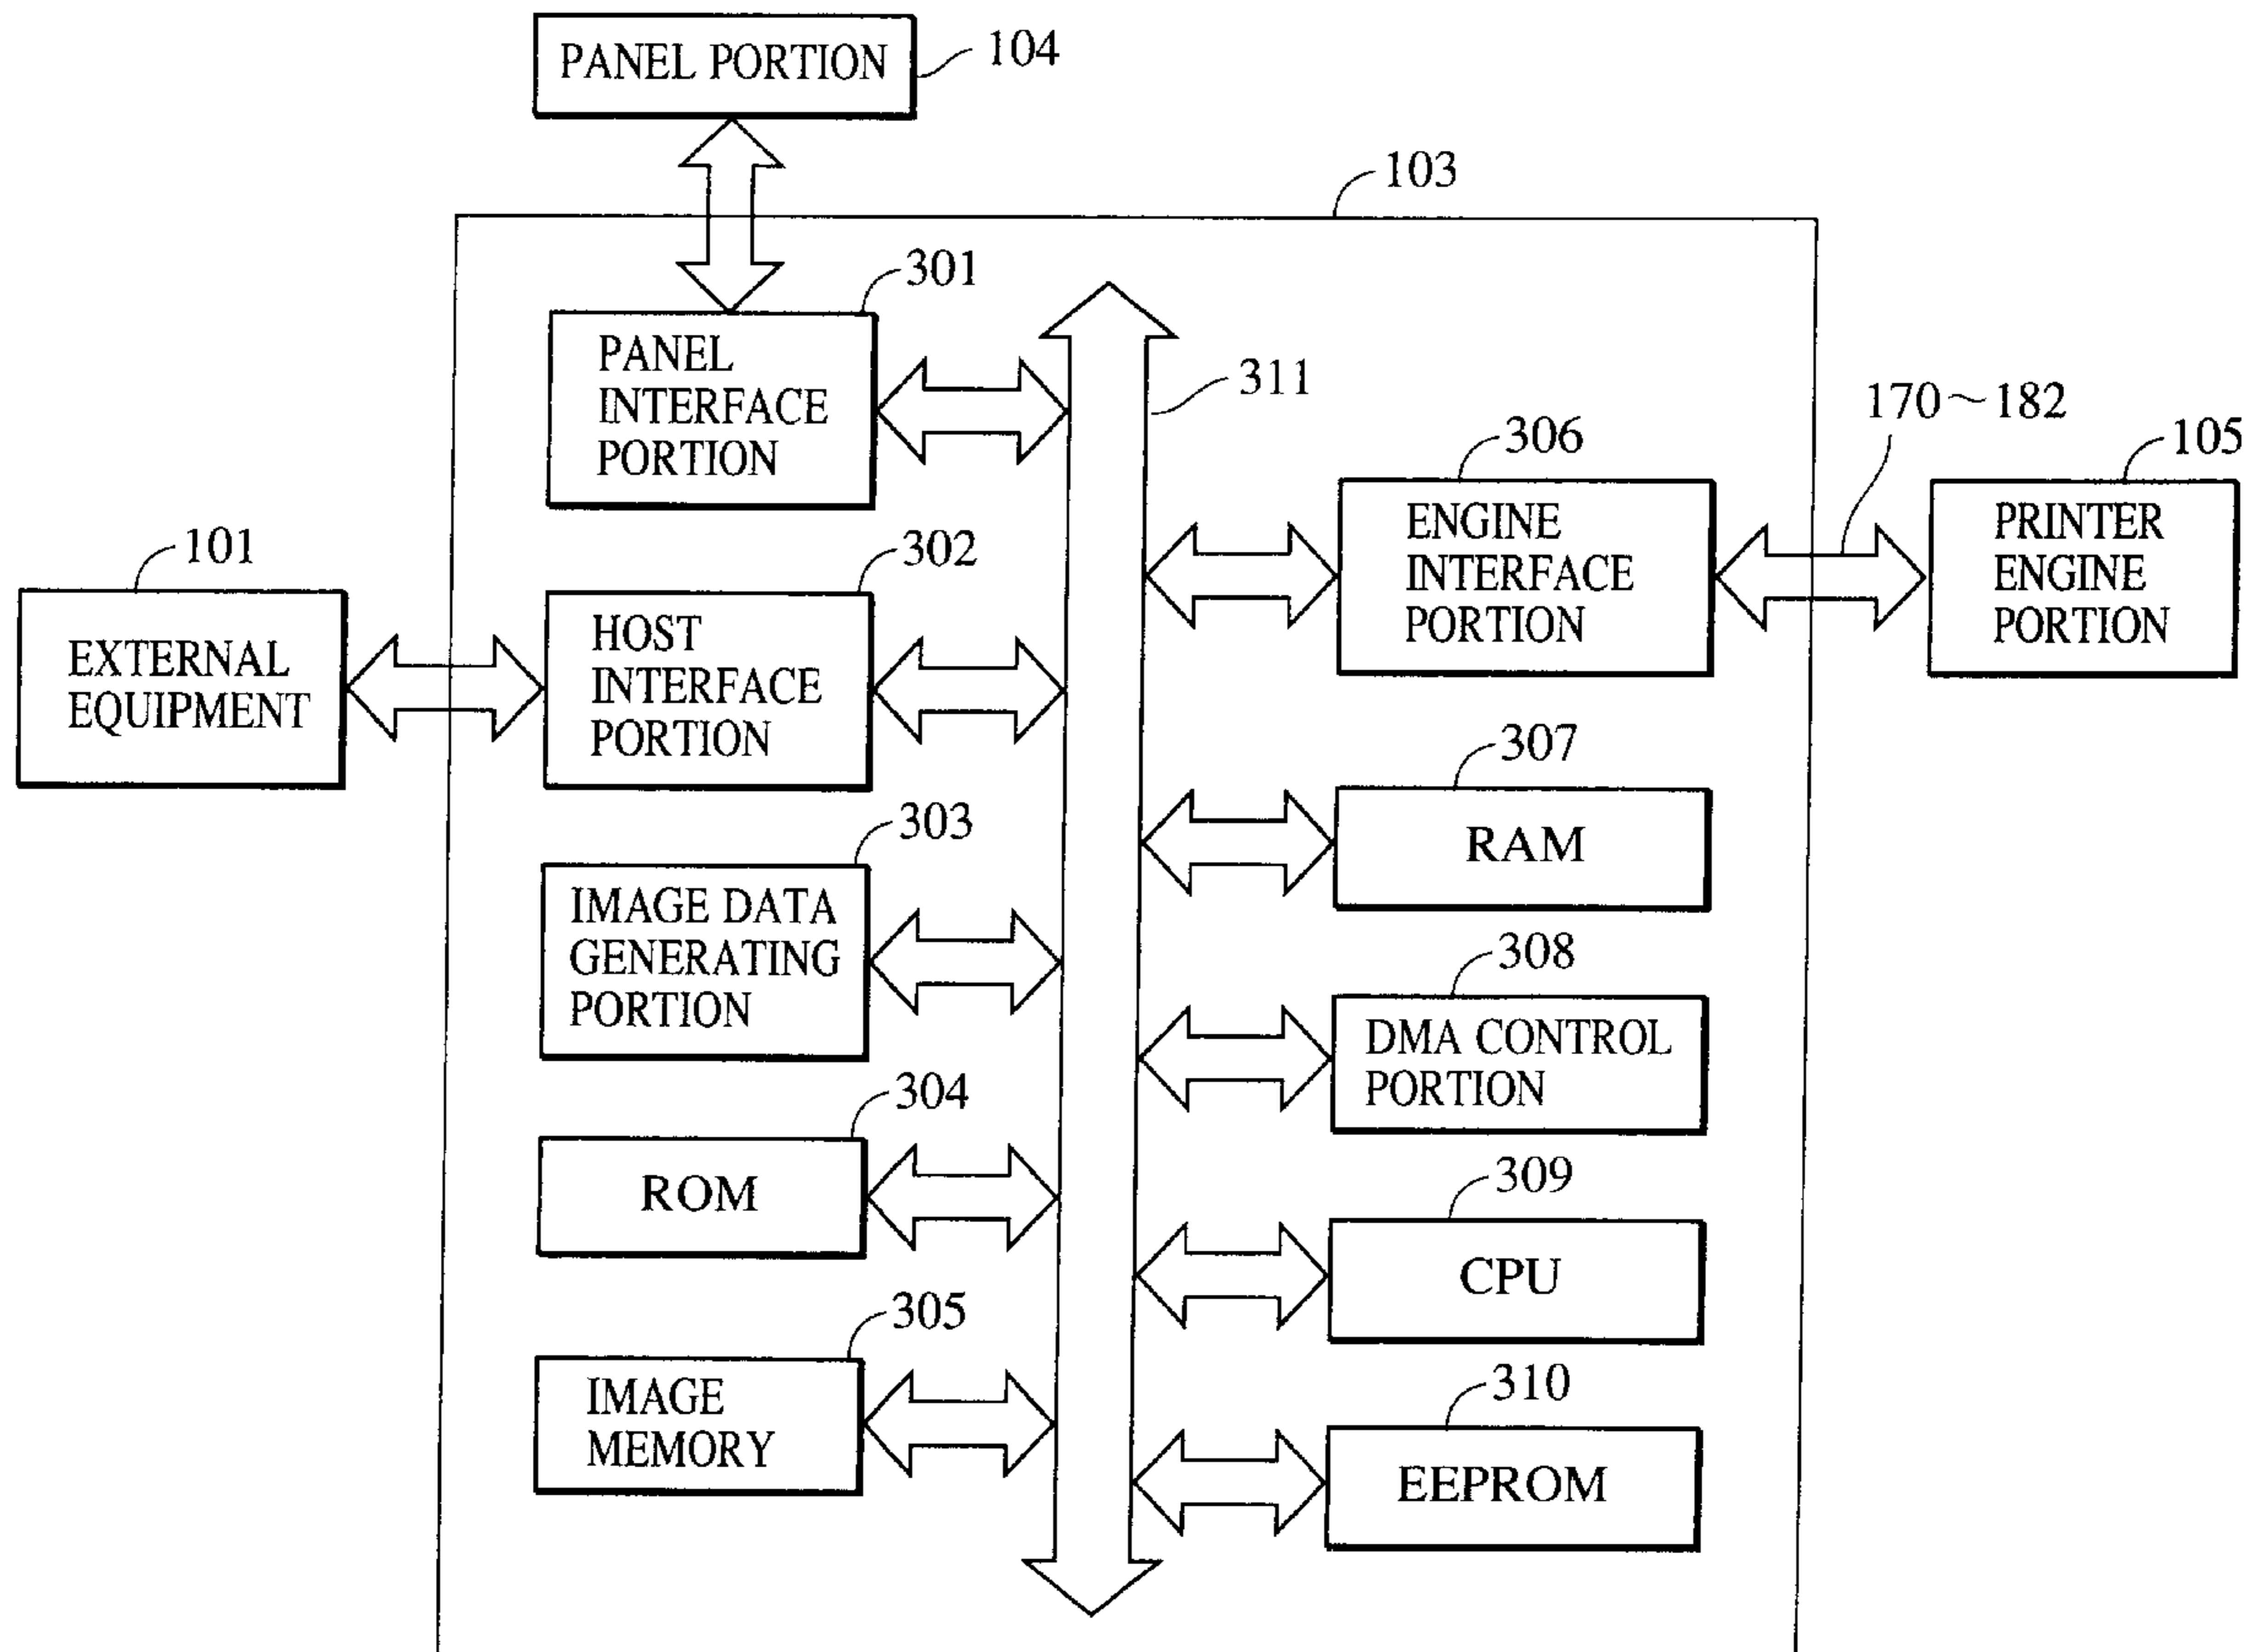 PANEL PORTION
104
103
301
PANEL
INTERFACE
PORTION
311
170~182
306
105
ENGINE
INTERFACE
PORTION
PRINTER
ENGINE
PORTION
101
302
EXTERNAL
EQUIPMENT
HOST
INTERFACE
PORTION
307
RAM
303
IMAGE DATA
GENERATING
PORTION
308
DMA CONTROL
PORTION
304
ROM
309
CPU
305
IMAGE
MEMORY
310
EEPROM